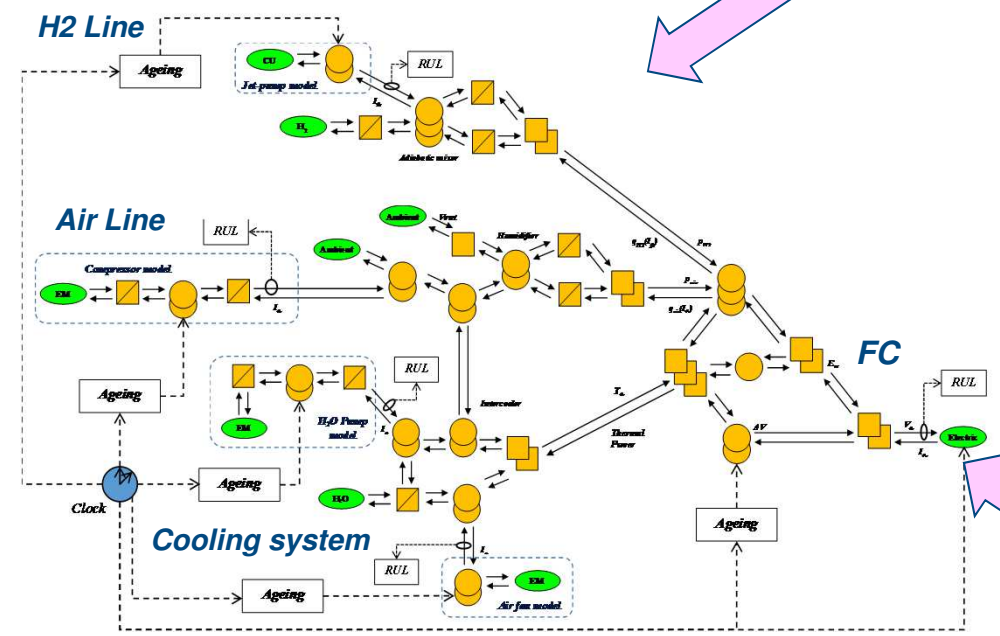 H2 Line
Ageing
CU
RUL
Jet-pump model.
H₂
Adiabatic mixer
Air Line
RUL
Ambient
Vout
Humidifier
Ambient
Compressor model.
EM
Ageing
RUL
EM
H₂O Pump
model.
Intercooler
FC
RUL
Thermal
Power
ΔV
Electric
Clock
Ageing
H₂O
Ageing
Cooling system
RUL
Ageing
EM
Air fan model.